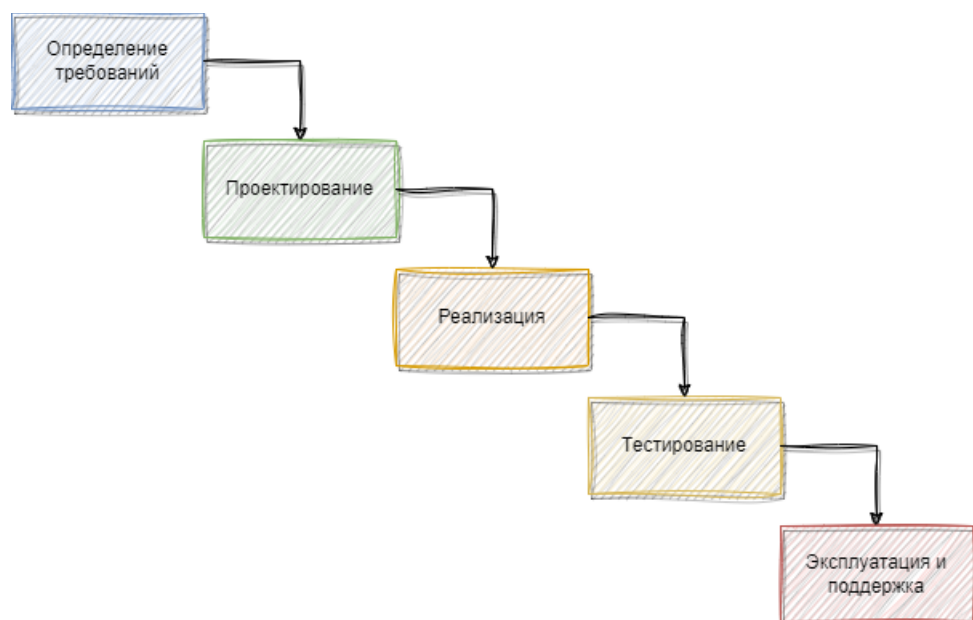 Определение
требований
Проектирование
Реализация
Тестирование
Эксплуатация и
поддержка